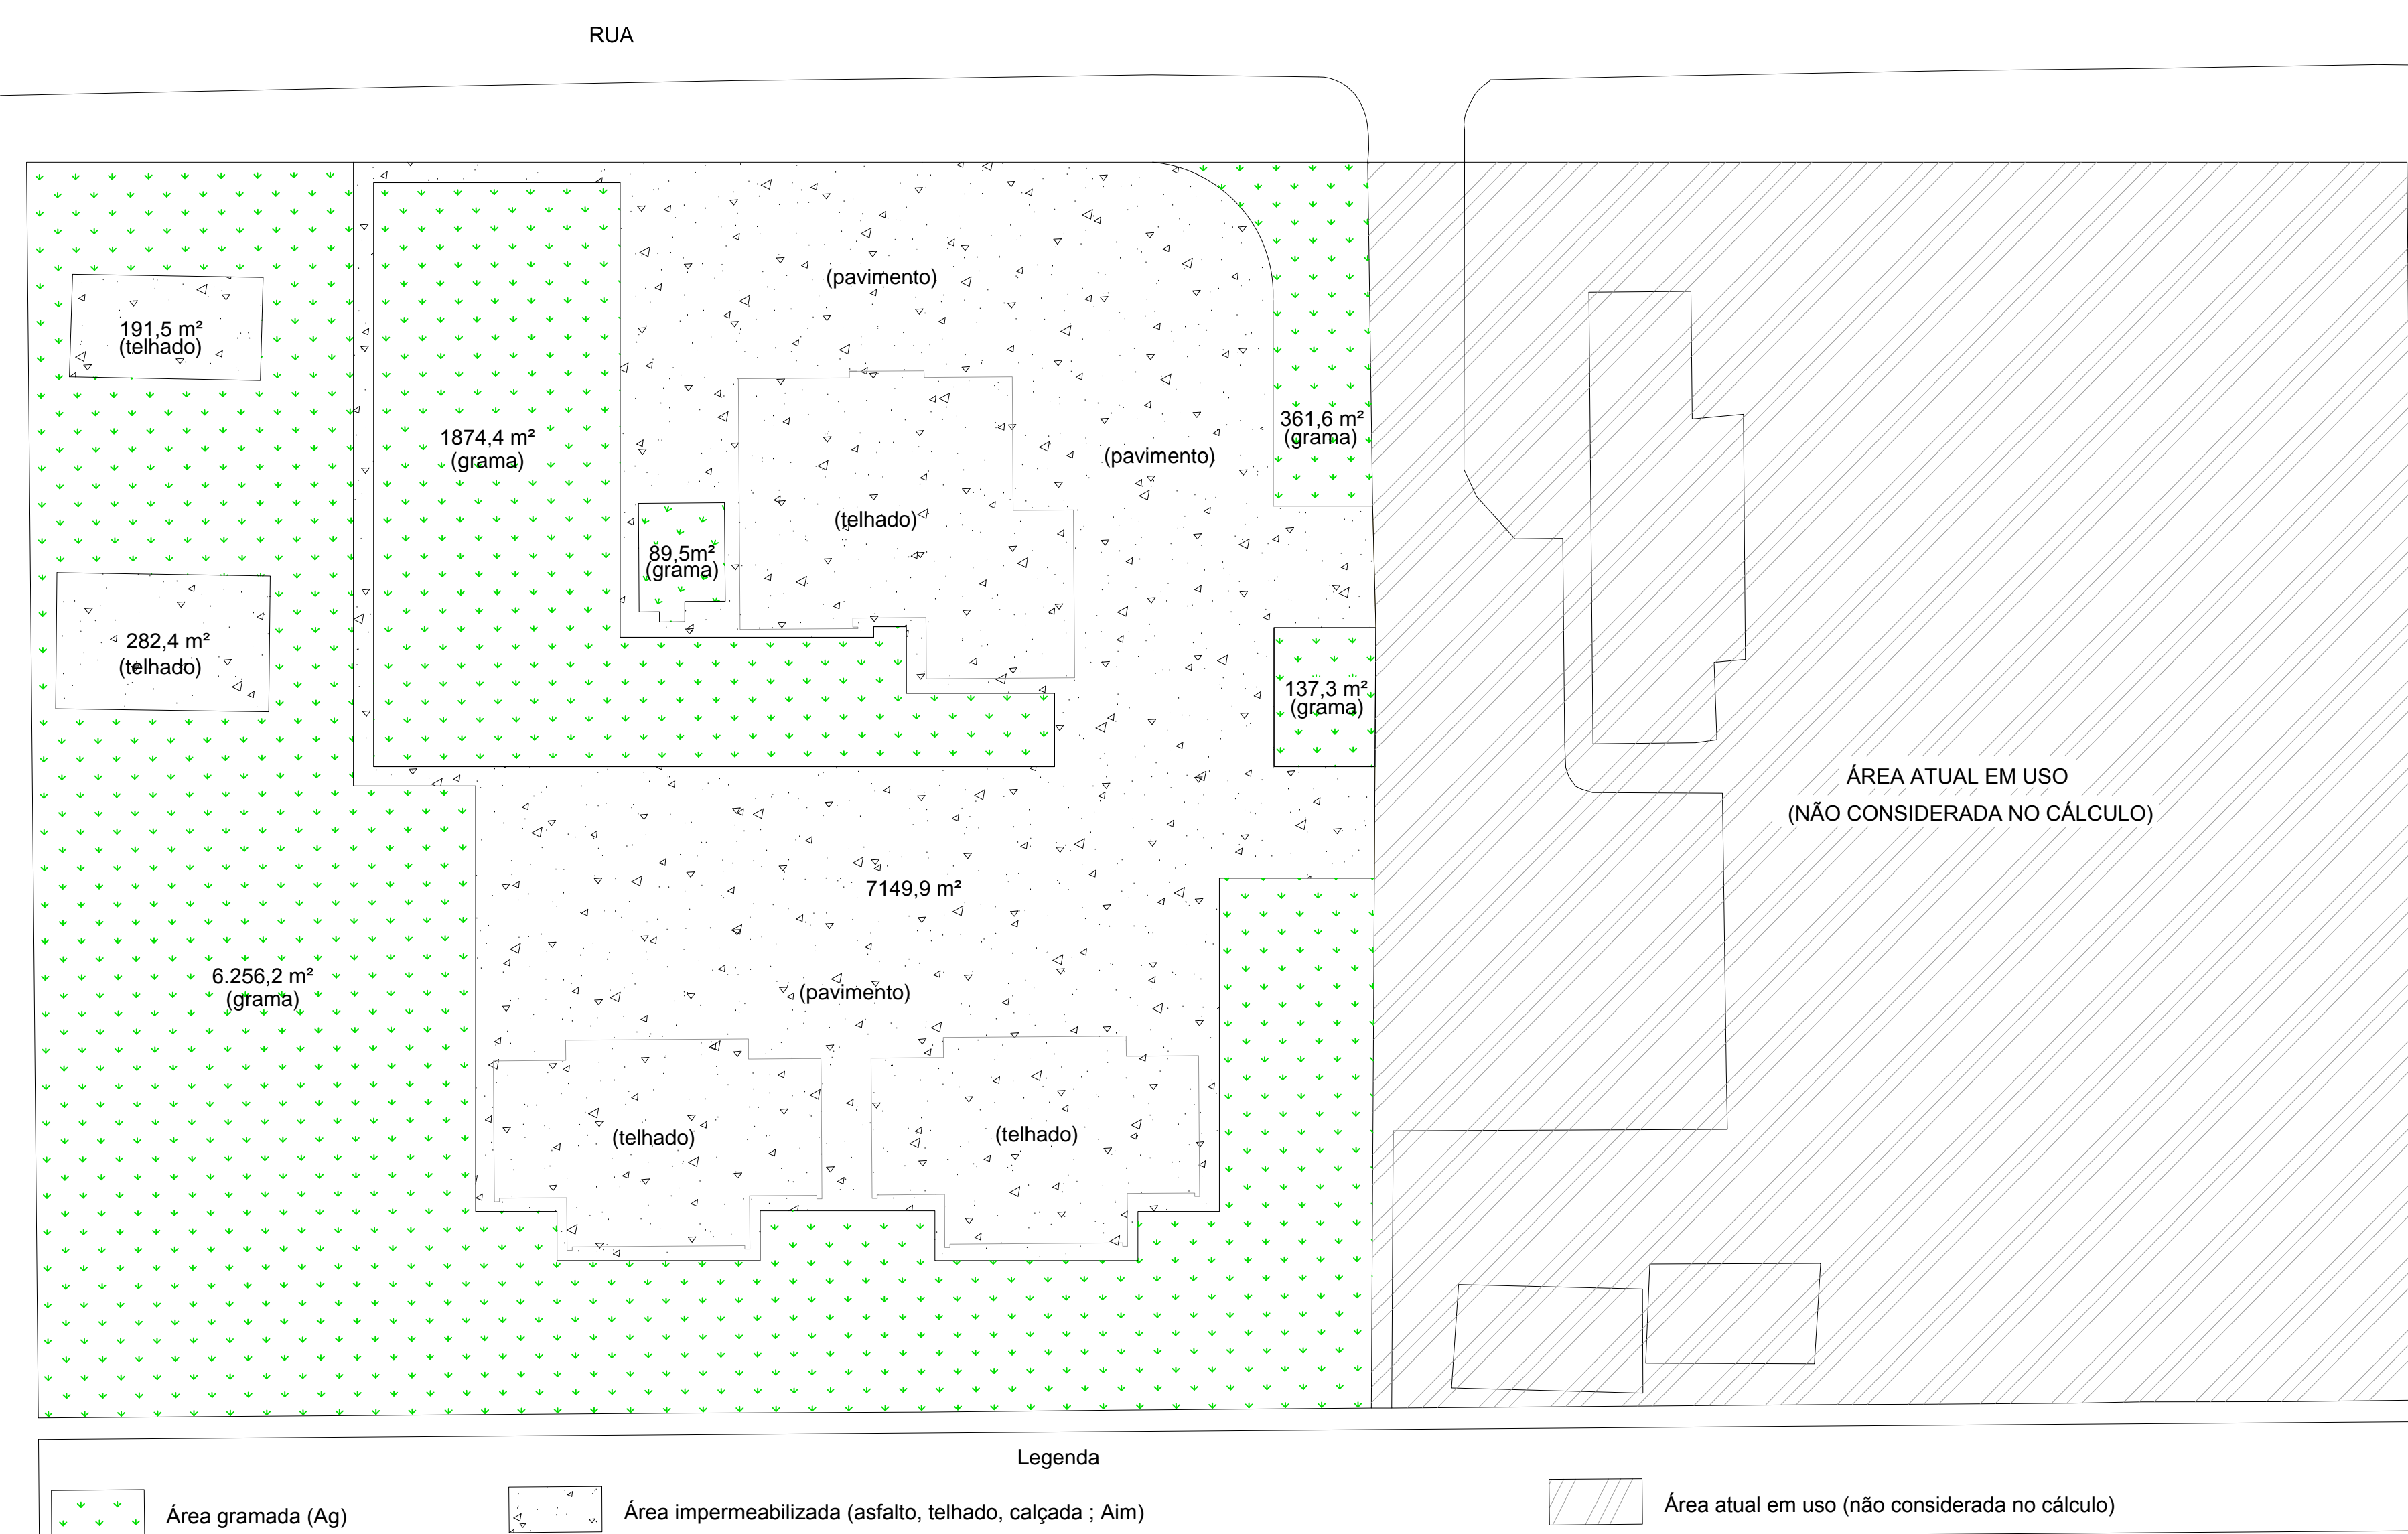 RUA
(pavimento)
191,5 m²
(telhado)
1874,4 m²
(grama)
361,6 m²
(grama)
(pavimento)
(telhado)
89,5m²
(grama)
282,4 m²
(telhado)
137,3 m²
(grama)
ÁREA ATUAL EM USO
(NÃO CONSIDERADA NO CÁLCULO)
7149,9 m²
6.256,2 m²
(grama)
(pavimento)
(telhado)
(telhado)
Legenda
Área gramada (Ag)
Área impermeabilizada (asfalto, telhado, calçada ; Aim)
Área atual em uso (não considerada no cálculo)